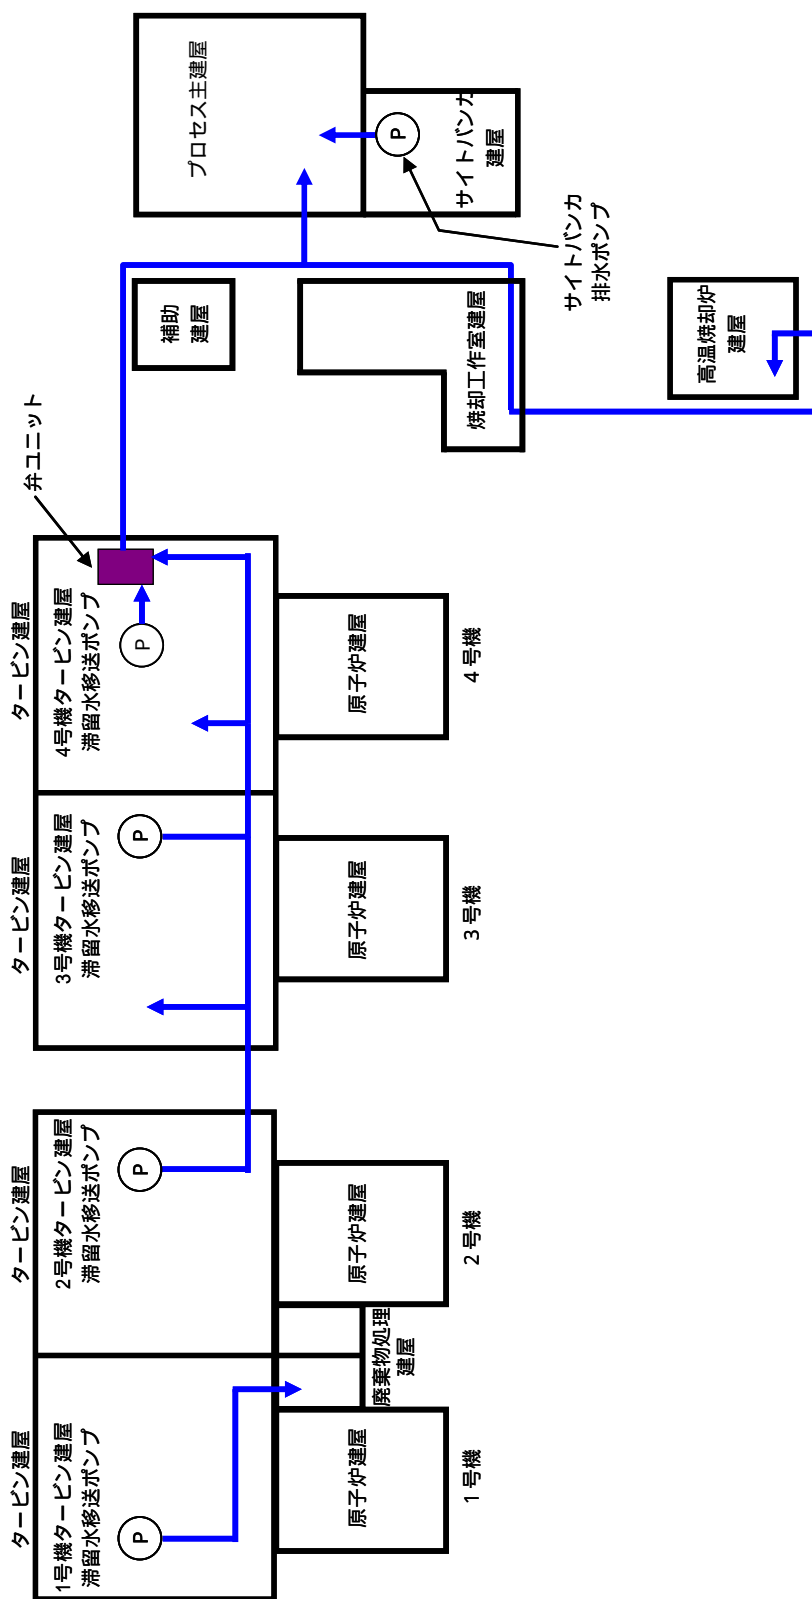 タービン建屋
1号機タービン建屋
滞留水移送ポンプ
P
原子炉建屋
1号機
廃棄物処理
建屋
タービン建屋
2号機タービン建屋
滞留水移送ポンプ
P
原子炉建屋
2号機
タービン建屋
3号機タービン建屋
滞留水移送ポンプ
P
原子炉建屋
3号機
タービン建屋
4号機タービン建屋
滞留水移送ポンプ
P
原子炉建屋
4号機
弁ユニット
補助
建屋
焼却工作室建屋
プロセス主建屋
P
サイトバンカ
建屋
サイトバンカ
排水ポンプ
高温焼却炉
建屋